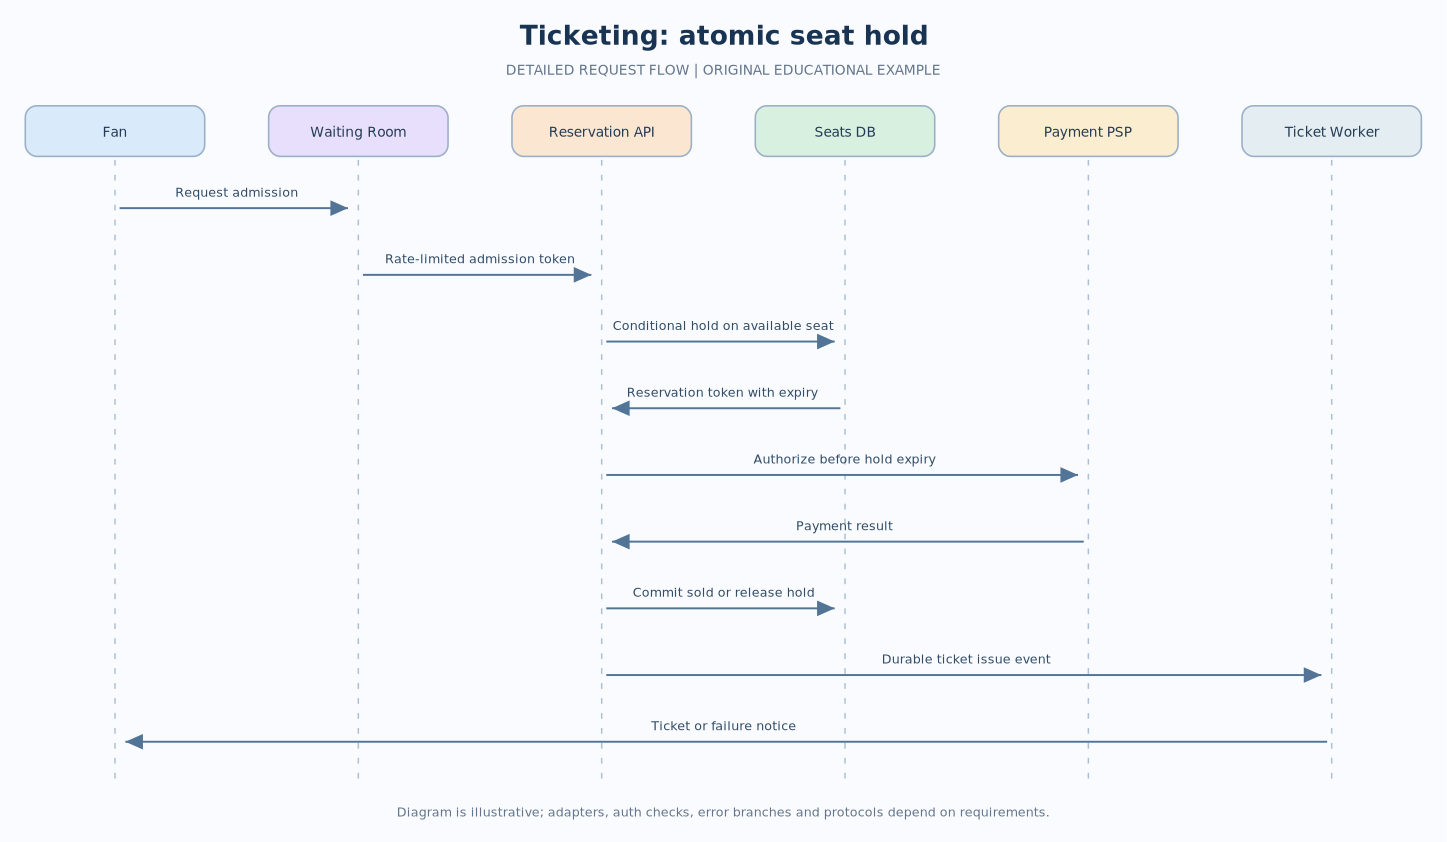 Ticketing: atomic seat hold
DETAILED REQUEST FLOW | ORIGINAL EDUCATIONAL EXAMPLE
Fan
Waiting Room
Reservation API
Seats DB
Payment PSP
Ticket Worker
Request admission
Rate-limited admission token
Conditional hold on available seat
Reservation token with expiry
Authorize before hold expiry
Payment result
Commit sold or release hold
Durable ticket issue event
Ticket or failure notice
Diagram is illustrative; adapters, auth checks, error branches and protocols depend on requirements.